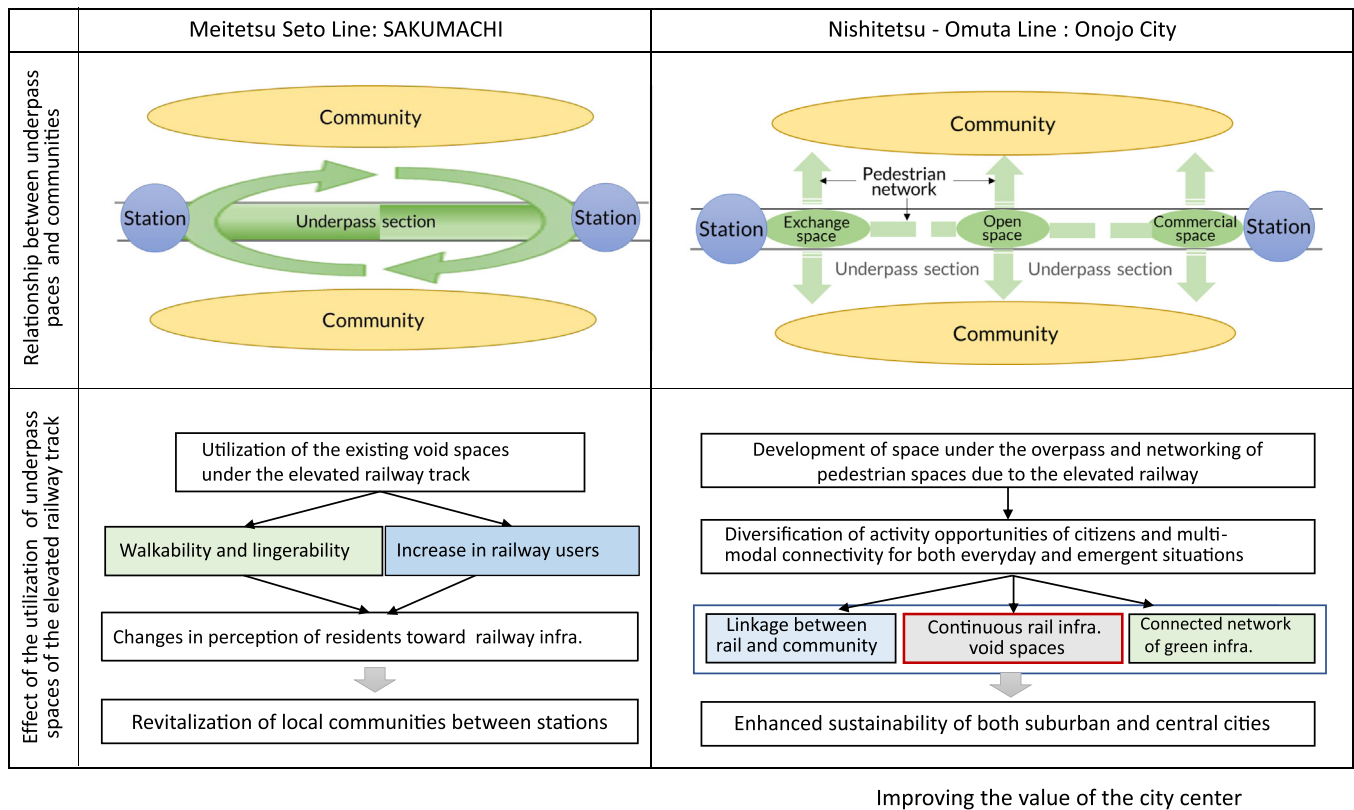 Meitetsu Seto Line: SAKUMACHI
Nishitetsu - Omuta Line : Onojo City
Relationship between underpass
paces and communities
Community
Station
Underpass section
Station
Community
Community
Pedestrian
network
Station
Exchange
space
Open
space
Commercial
space
Station
Underpass section
Underpass section
Community
Effect of the utilization of underpass
spaces of the elevated railway track
Utilization of the existing void spaces
under the elevated railway track
Walkability and lingerability
Increase in railway users
Changes in perception of residents toward railway infra.
Revitalization of local communities between stations
Development of space under the overpass and networking of
pedestrian spaces due to the elevated railway
Diversification of activity opportunities of citizens and multi-
modal connectivity for both everyday and emergent situations
Linkage between
rail and community
Continuous rail infra.
void spaces
Connected network
of green infra.
Enhanced sustainability of both suburban and central cities
Improving the value of the city center